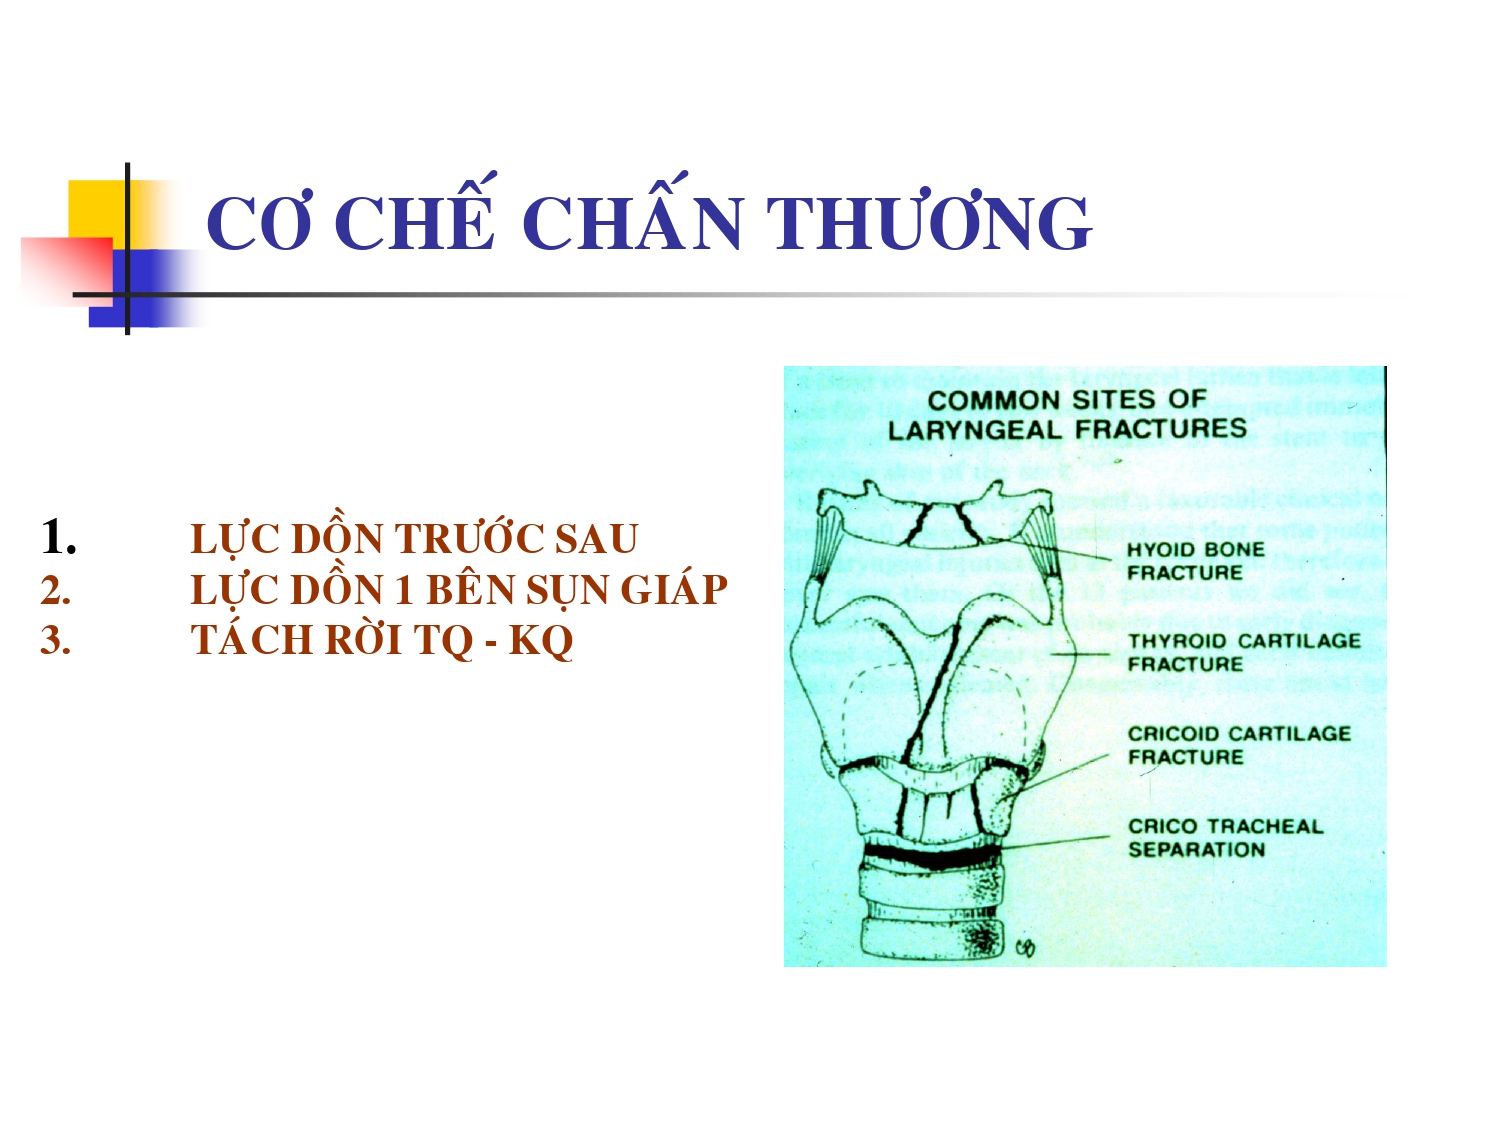 CƠ CHẾ CHẤN THƯƠNG
1. LỰC DỒN TRƯỚC SAU
2. LỰC DỒN 1 BÊN SỤN GIÁP
3. TÁCH RỜI TQ - KQ
COMMON SITES OF
LARYNGEAL FRACTURES
HYOID BONE
FRACTURE
THYROID CARTILAGE
FRACTURE
CRICOID CARTILAGE
FRACTURE
CRICO TRACHEAL
SEPARATION